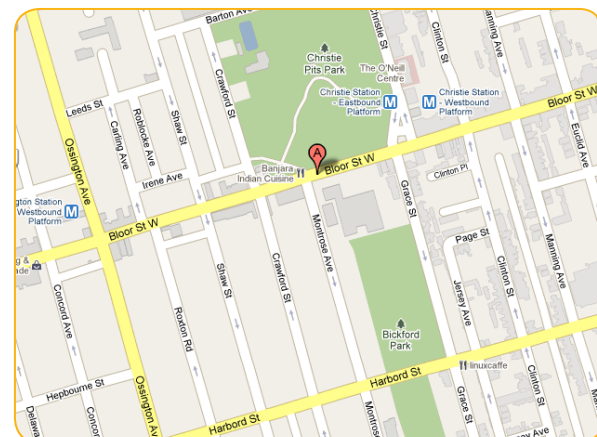 Barton Ave
Christie St
Manning Ave
Christie
Pits Park
The O'Neill
Centre
Crawford St
Christie Station
- Eastbound
Platform
Christie Station
- Westbound
Platform
Bloor St W
Leeds St
Shaw St
Roblocke Ave
Carling Ave
Ossington Ave
Euclid Ave
A
Bloor St W
Banjara
Indian Cuisine
Irene Ave
Clinton Pl
Grace St
Station
Westbound
Platform
Bloor St W
Montrose Ave
Page St
Clinton St
Manning Ave
Shaw St
Crawford St
Jersey Ave
Concord Ave
Roxton Rd
Bickford
Park
Harbord St
linuxcaffe
Hepbourne St
Ossington Ave
Clinton St
Grace St
Harbord St